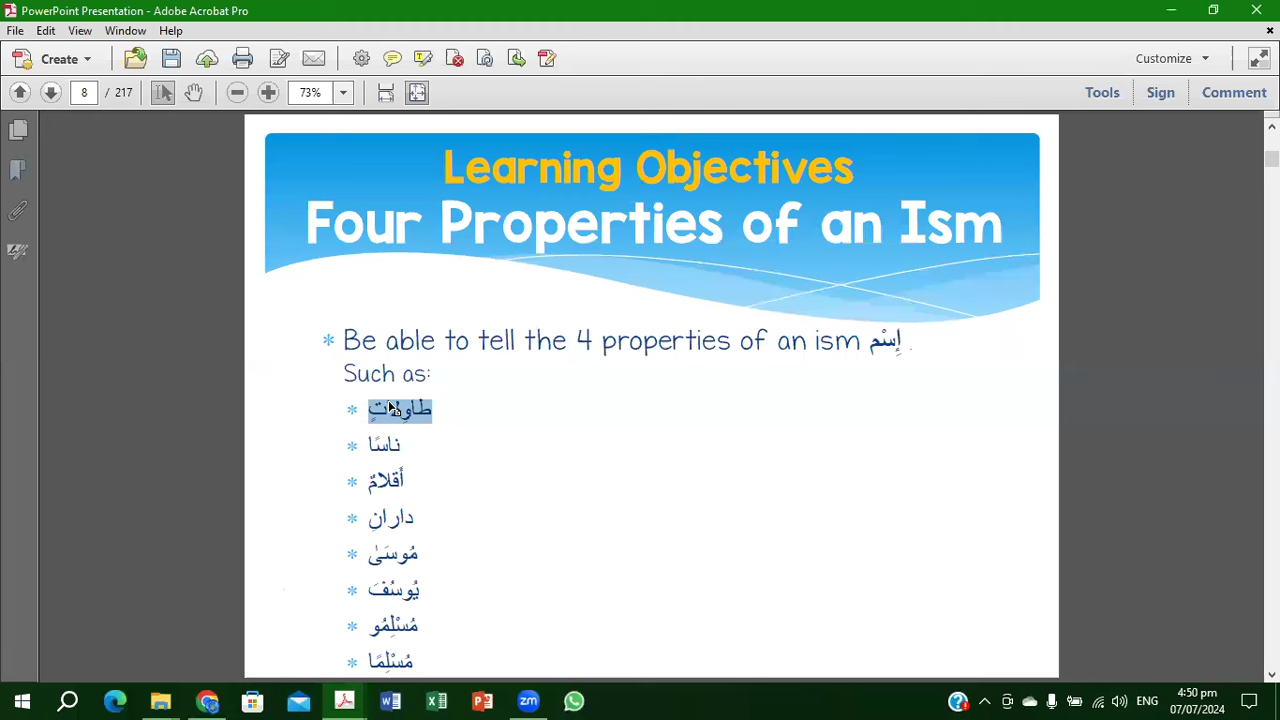 PowerPoint Presentation - Adobe Acrobat Pro
File Edit View Window Help
Create
Customize
8 / 217
73%
Tools Sign Comment
Learning Objectives
Four Properties of an Ism
* Be able to tell the 4 properties of an ism إِسْم .
Such as:
* طاوِلاتٍ
* ناسًا
* أَقلامٌ
* دارانِ
* مُوسَىٰ
* يُوسُفَ
* مُسْلِمُو
* مُسْلِمًا
4:50 pm
07/07/2024